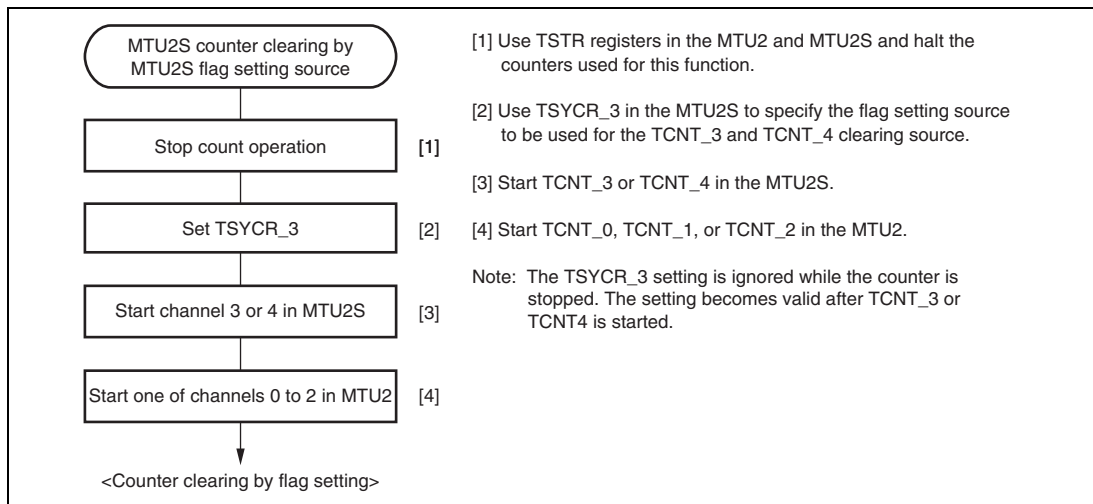 MTU2S counter clearing by
MTU2S flag setting source
Stop count operation
[1]
Set TSYCR_3
[2]
Start channel 3 or 4 in MTU2S
[3]
Start one of channels 0 to 2 in MTU2
[4]
<Counter clearing by flag setting>
[1] Use TSTR registers in the MTU2 and MTU2S and halt the
counters used for this function.
[2] Use TSYCR_3 in the MTU2S to specify the flag setting source
to be used for the TCNT_3 and TCNT_4 clearing source.
[3] Start TCNT_3 or TCNT_4 in the MTU2S.
[4] Start TCNT_0, TCNT_1, or TCNT_2 in the MTU2.
Note: The TSYCR_3 setting is ignored while the counter is
stopped. The setting becomes valid after TCNT_3 or
TCNT4 is started.